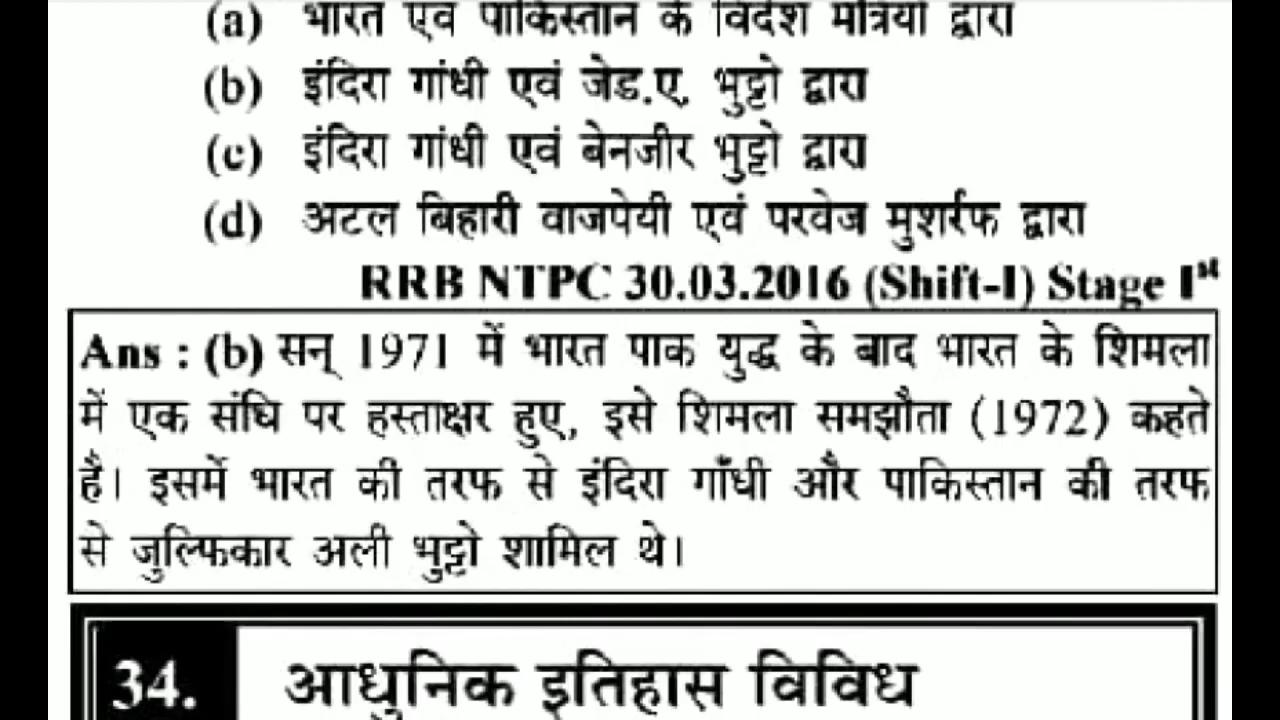 (a) भारत एवं पाकिस्तान के विदेश मंत्रियों द्वारा
(b) इंदिरा गांधी एवं जेड.ए. भुट्टो द्वारा
(c) इंदिरा गांधी एवं बेनजीर भुट्टो द्वारा
(d) अटल बिहारी वाजपेयी एवं परवेज मुशर्रफ द्वारा
RRB NTPC 30.03.2016 (Shift-I) Stage Ist
Ans : (b) सन् 1971 में भारत पाक युद्ध के बाद भारत के शिमला
में एक संघि पर हस्ताक्षर हुए, इसे शिमला समझौता (1972) कहते
हैं। इसमें भारत की तरफ से इंदिरा गाँधी और पाकिस्तान की तरफ
से जुल्फिकार अली भुट्टो शामिल थे।
34. आधुनिक इतिहास विविध